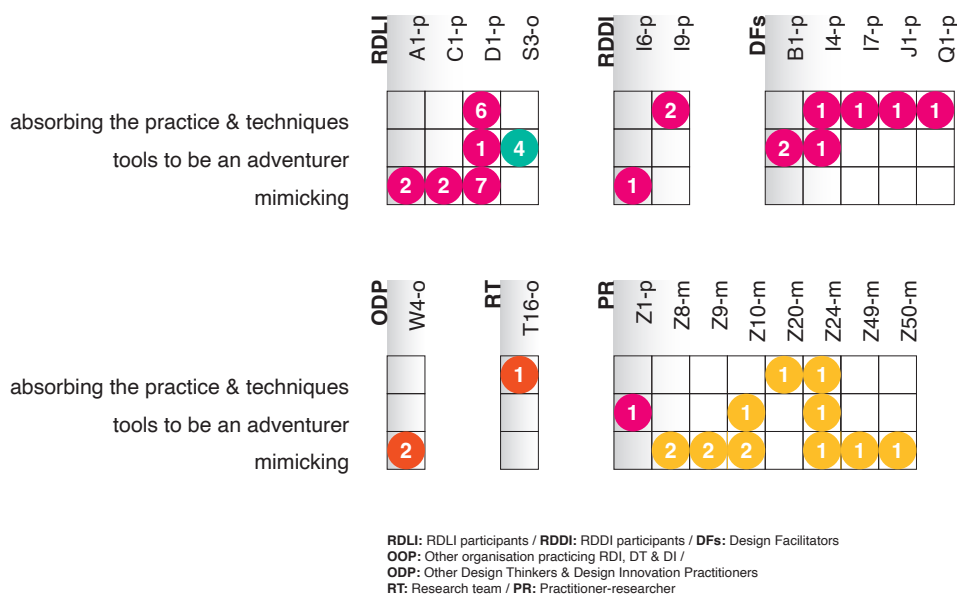 RDLI A1-p C1-p D1-p S3-o RDDI I6-p I9-p DFs B1-p I4-p I7-p J1-p Q1-p
absorbing the practice & techniques 6 2 1 1 1 1
tools to be an adventurer 1 4 2 1
mimicking 2 2 7 1
ODP W4-o RT T16-o PR Z1-p Z8-m Z9-m Z10-m Z20-m Z24-m Z49-m Z50-m
absorbing the practice & techniques 1 1 1
tools to be an adventurer 1 1 1
mimicking 2 2 2 2 1 1 1
RDLI: RDLI participants / RDDI: RDDI participants / DFs: Design Facilitators
OOP: Other organisation practicing RDI, DT & DI /
ODP: Other Design Thinkers & Design Innovation Practitioners
RT: Research team / PR: Practitioner-researcher